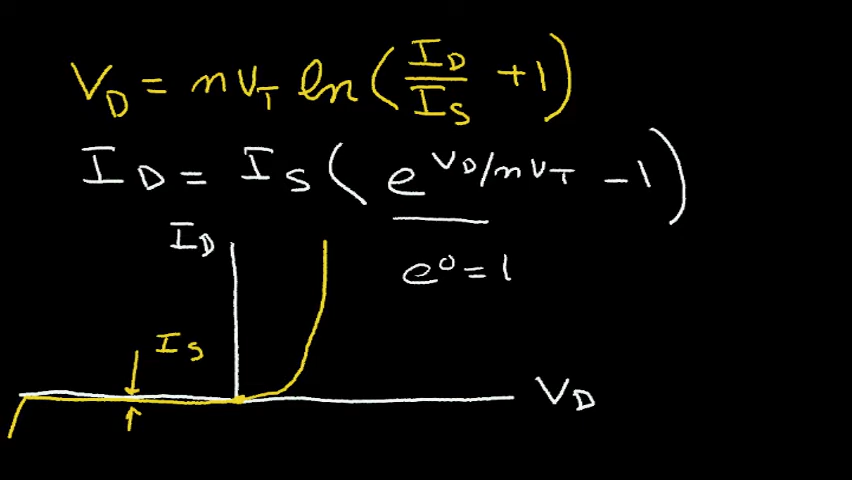 V_D = nV_T ln(I_D/I_S + 1)
I_D = I_S(e^{V_D/nV_T} - 1)
e^0 = 1
I_D
I_S
V_D